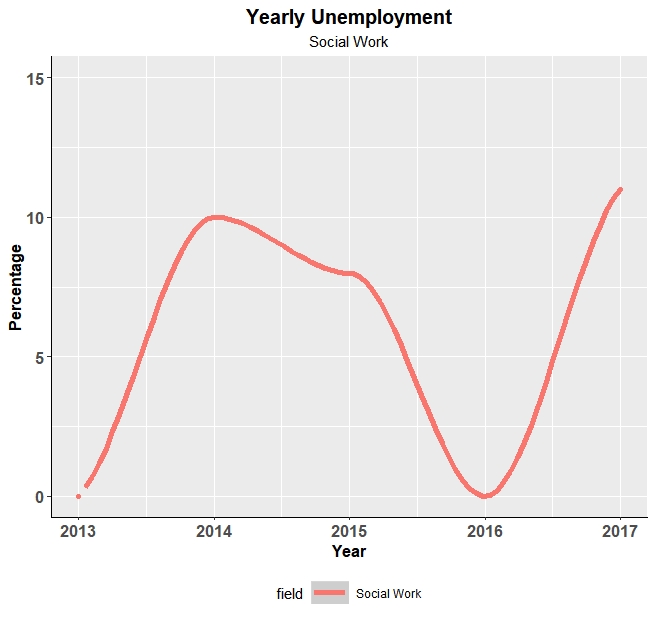 Yearly Unemployment
Social Work
15
10
5
0
Percentage
2013 2014 2015 2016 2017
Year
field Social Work